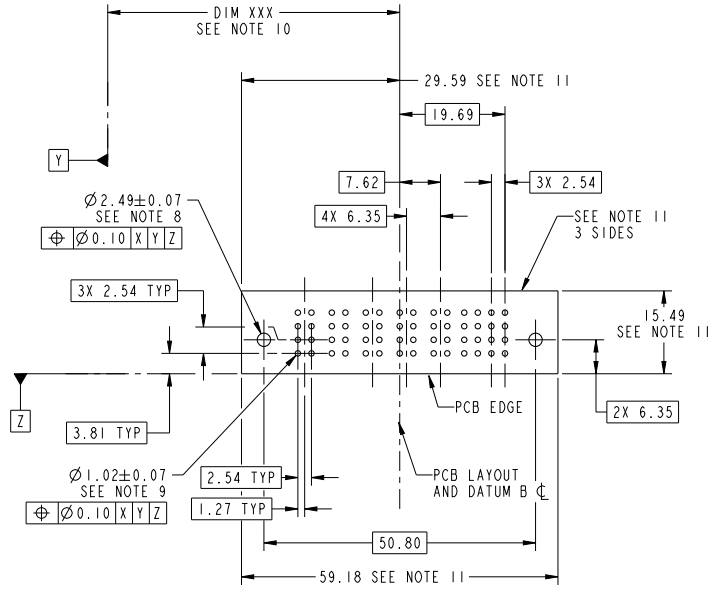 DIM XXX
SEE NOTE 10
29.59 SEE NOTE 11
19.69
Y
7.62
3X 2.54
Ø2.49±0.07
SEE NOTE 8
4X 6.35
SEE NOTE 11
3 SIDES
⌖ Ø0.10 X Y Z
3X 2.54 TYP
15.49
SEE NOTE 11
Z
PCB EDGE
2X 6.35
3.81 TYP
Ø1.02±0.07
SEE NOTE 9
2.54 TYP
PCB LAYOUT
AND DATUM B ℄
⌖ Ø0.10 X Y Z
1.27 TYP
50.80
59.18 SEE NOTE 11